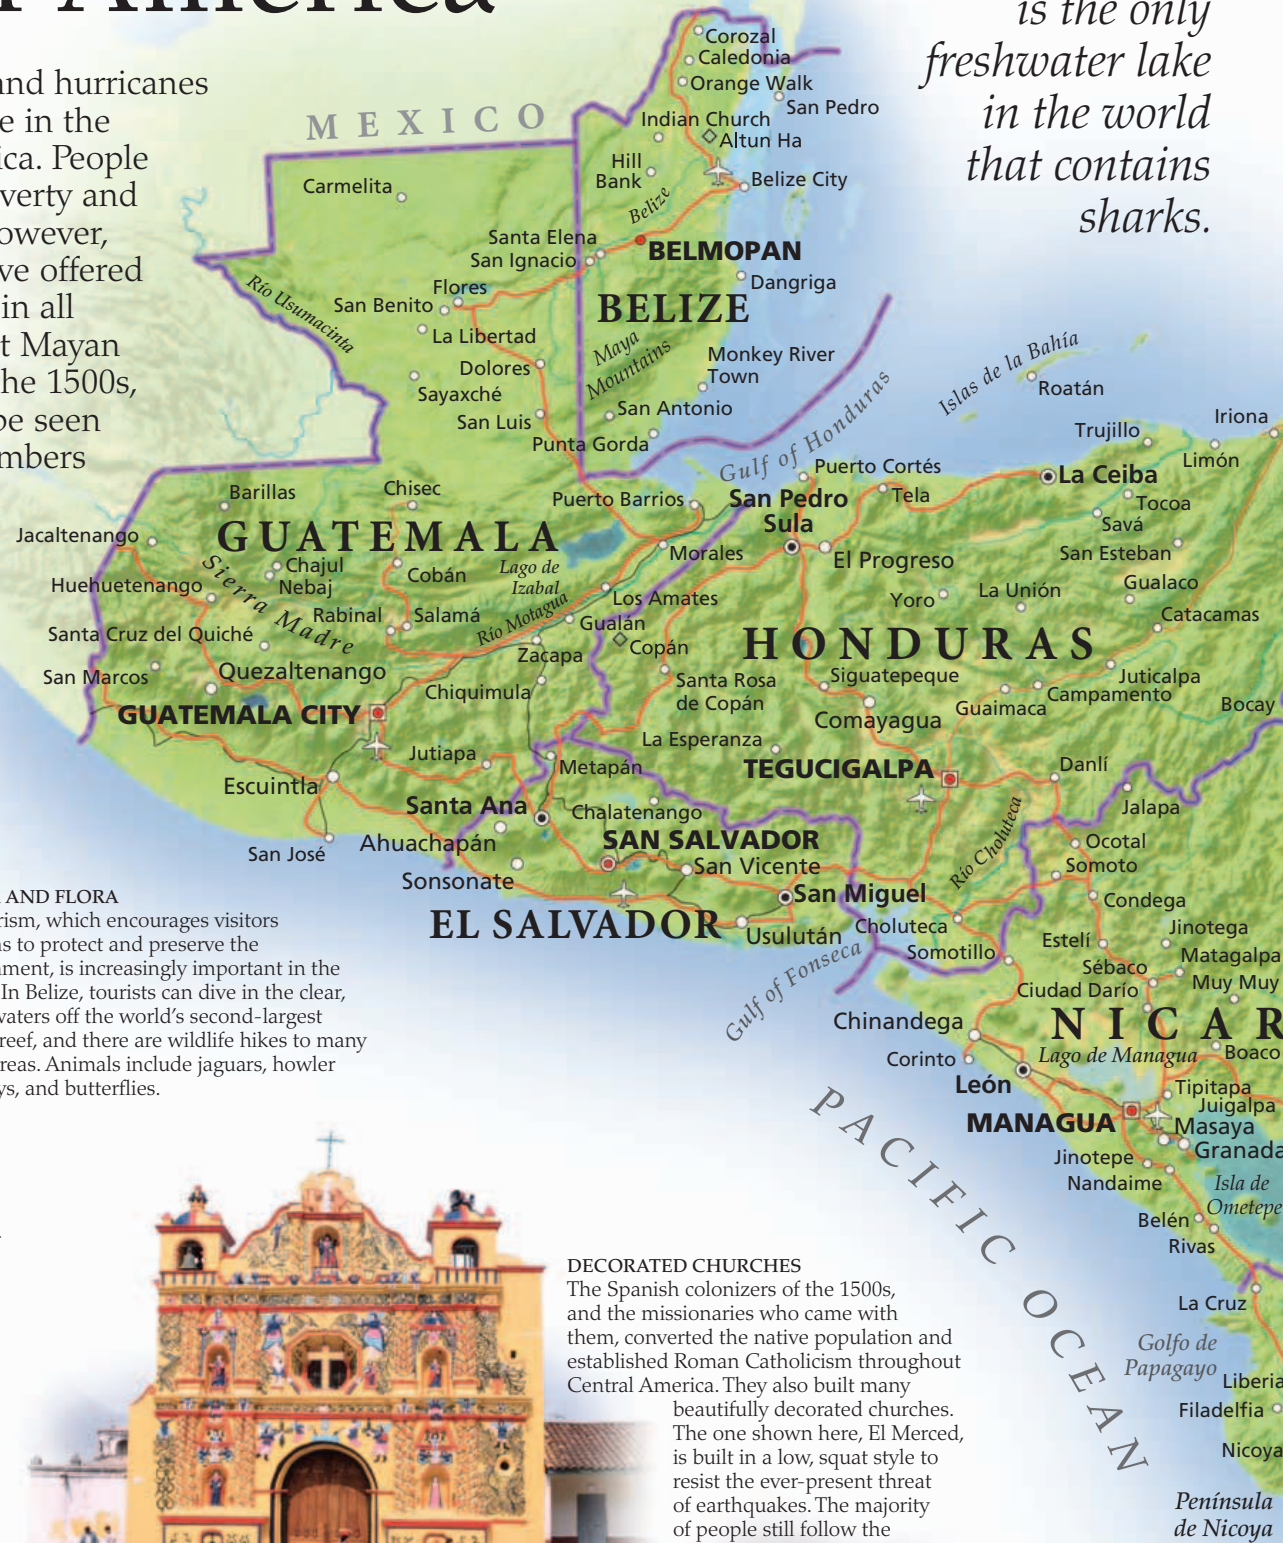 America
is the only
freshwater lake
in the world
that contains
sharks.
and hurricanes
e in the
ica. People
verty and
owever,
ve offered
in all
t Mayan
he 1500s,
be seen
mbers
MEXICO
Corozal
Caledonia
Orange Walk
San Pedro
Indian Church
Altun Ha
Hill
Bank
Belize City
Belize
Carmelita
Santa Elena
San Ignacio
BELMOPAN
Dangriga
BELIZE
Río Usumacinta
Flores
San Benito
La Libertad
Maya
Mountains
Monkey River
Town
Dolores
Sayaxché
San Luis
San Antonio
Punta Gorda
Islas de la Bahía
Roatán
Gulf of Honduras
Iriona
Trujillo
Limón
Puerto Cortés
La Ceiba
Barillas
Chisec
Puerto Barrios
San Pedro
Sula
Tela
Tocoa
Savá
Jacaltenango
GUATEMALA
Morales
El Progreso
San Esteban
Chajul
Nebaj
Cobán
Lago de
Izabal
Huehuetenango
Sierra Madre
Los Amates
Yoro
La Unión
Gualaco
Rabinal
Salamá
Río Motagua
Gualán
Catacamas
Santa Cruz del Quiché
Zacapa
Copán
HONDURAS
San Marcos
Quezaltenango
Chiquimula
Santa Rosa
de Copán
Siguatepeque
Juticalpa
Campamento
Guaimaca
Bocay
GUATEMALA CITY
Comayagua
Jutiapa
La Esperanza
Metapán
TEGUCIGALPA
Danlí
Escuintla
Santa Ana
Chalatenango
Jalapa
Río Choluteca
San José
Ahuachapán
SAN SALVADOR
Ocotal
San Vicente
Somoto
Sonsonate
San Miguel
Condega
EL SALVADOR
Usulután
Choluteca
Jinotega
Estelí
Somotillo
Matagalpa
Sébaco
Gulf of Fonseca
Ciudad Darío
Muy Muy
Chinandega
NICAR
Corinto
Lago de Managua
Boaco
León
Tipitapa
Juigalpa
MANAGUA
Masaya
Granada
Jinotepe
Nandaime
Isla de
Ometepe
Belén
Rivas
PACIFIC OCEAN
La Cruz
Golfo de
Papagayo
Liberia
Filadelfia
Nicoya
Península
de Nicoya
AND FLORA
rism, which encourages visitors
as to protect and preserve the
nment, is increasingly important in the
In Belize, tourists can dive in the clear,
waters off the world's second-largest
reef, and there are wildlife hikes to many
reas. Animals include jaguars, howler
ys, and butterflies.
DECORATED CHURCHES
The Spanish colonizers of the 1500s,
and the missionaries who came with
them, converted the native population and
established Roman Catholicism throughout
Central America. They also built many
beautifully decorated churches.
The one shown here, El Merced,
is built in a low, squat style to
resist the ever-present threat
of earthquakes. The majority
of people still follow the